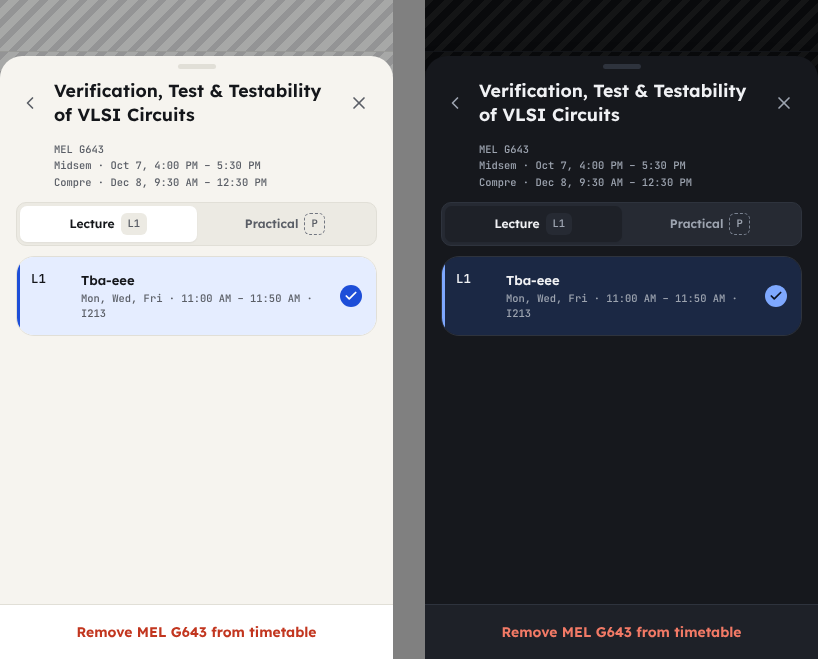 Verification, Test & Testability
of VLSI Circuits
MEL G643
Midsem · Oct 7, 4:00 PM – 5:30 PM
Compre · Dec 8, 9:30 AM – 12:30 PM
Lecture L1 Practical P
L1 Tba-eee
Mon, Wed, Fri · 11:00 AM – 11:50 AM ·
I213
Remove MEL G643 from timetable
Verification, Test & Testability
of VLSI Circuits
MEL G643
Midsem · Oct 7, 4:00 PM – 5:30 PM
Compre · Dec 8, 9:30 AM – 12:30 PM
Lecture L1 Practical P
L1 Tba-eee
Mon, Wed, Fri · 11:00 AM – 11:50 AM ·
I213
Remove MEL G643 from timetable